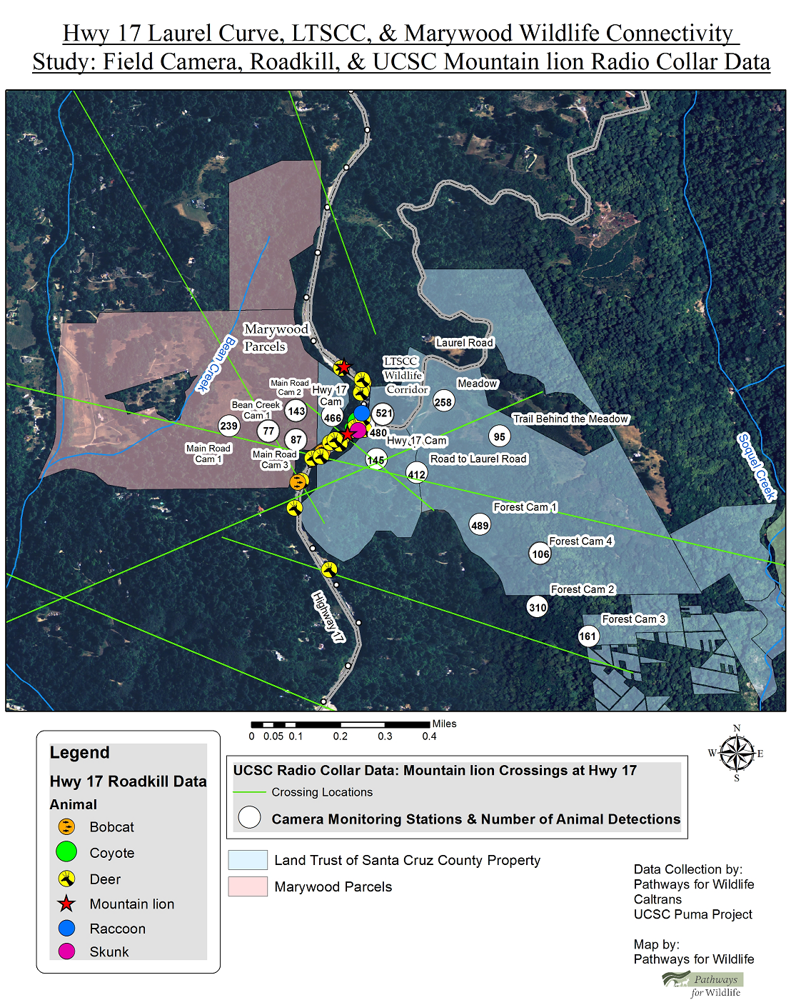 Hwy 17 Laurel Curve, LTSCC, & Marywood Wildlife Connectivity
Study: Field Camera, Roadkill, & UCSC Mountain lion Radio Collar Data
Marywood
Parcels
Bean Creek
Laurel Road
LTSCC
Wildlife
Corridor
Meadow
258
Main Road
Cam 2
143
Hwy 17
Cam
466
521
Bean Creek
Cam 1
239
77
87
480
Hwy 17 Cam
Trail Behind the Meadow
95
Main Road
Cam 1
Main Road
Cam 3
145
Road to Laurel Road
412
Soquel Creek
Forest Cam 1
489
Forest Cam 4
106
Forest Cam 2
310
Forest Cam 3
161
Highway 17
0 0.05 0.1 0.2 0.3 0.4
Miles
N
W E
S
Legend
Hwy 17 Roadkill Data
Animal
Bobcat
Coyote
Deer
Mountain lion
Raccoon
Skunk
UCSC Radio Collar Data: Mountain lion Crossings at Hwy 17
Crossing Locations
Camera Monitoring Stations & Number of Animal Detections
Land Trust of Santa Cruz County Property
Marywood Parcels
Data Collection by:
Pathways for Wildlife
Caltrans
UCSC Puma Project
Map by:
Pathways for Wildlife
Pathways
for Wildlife